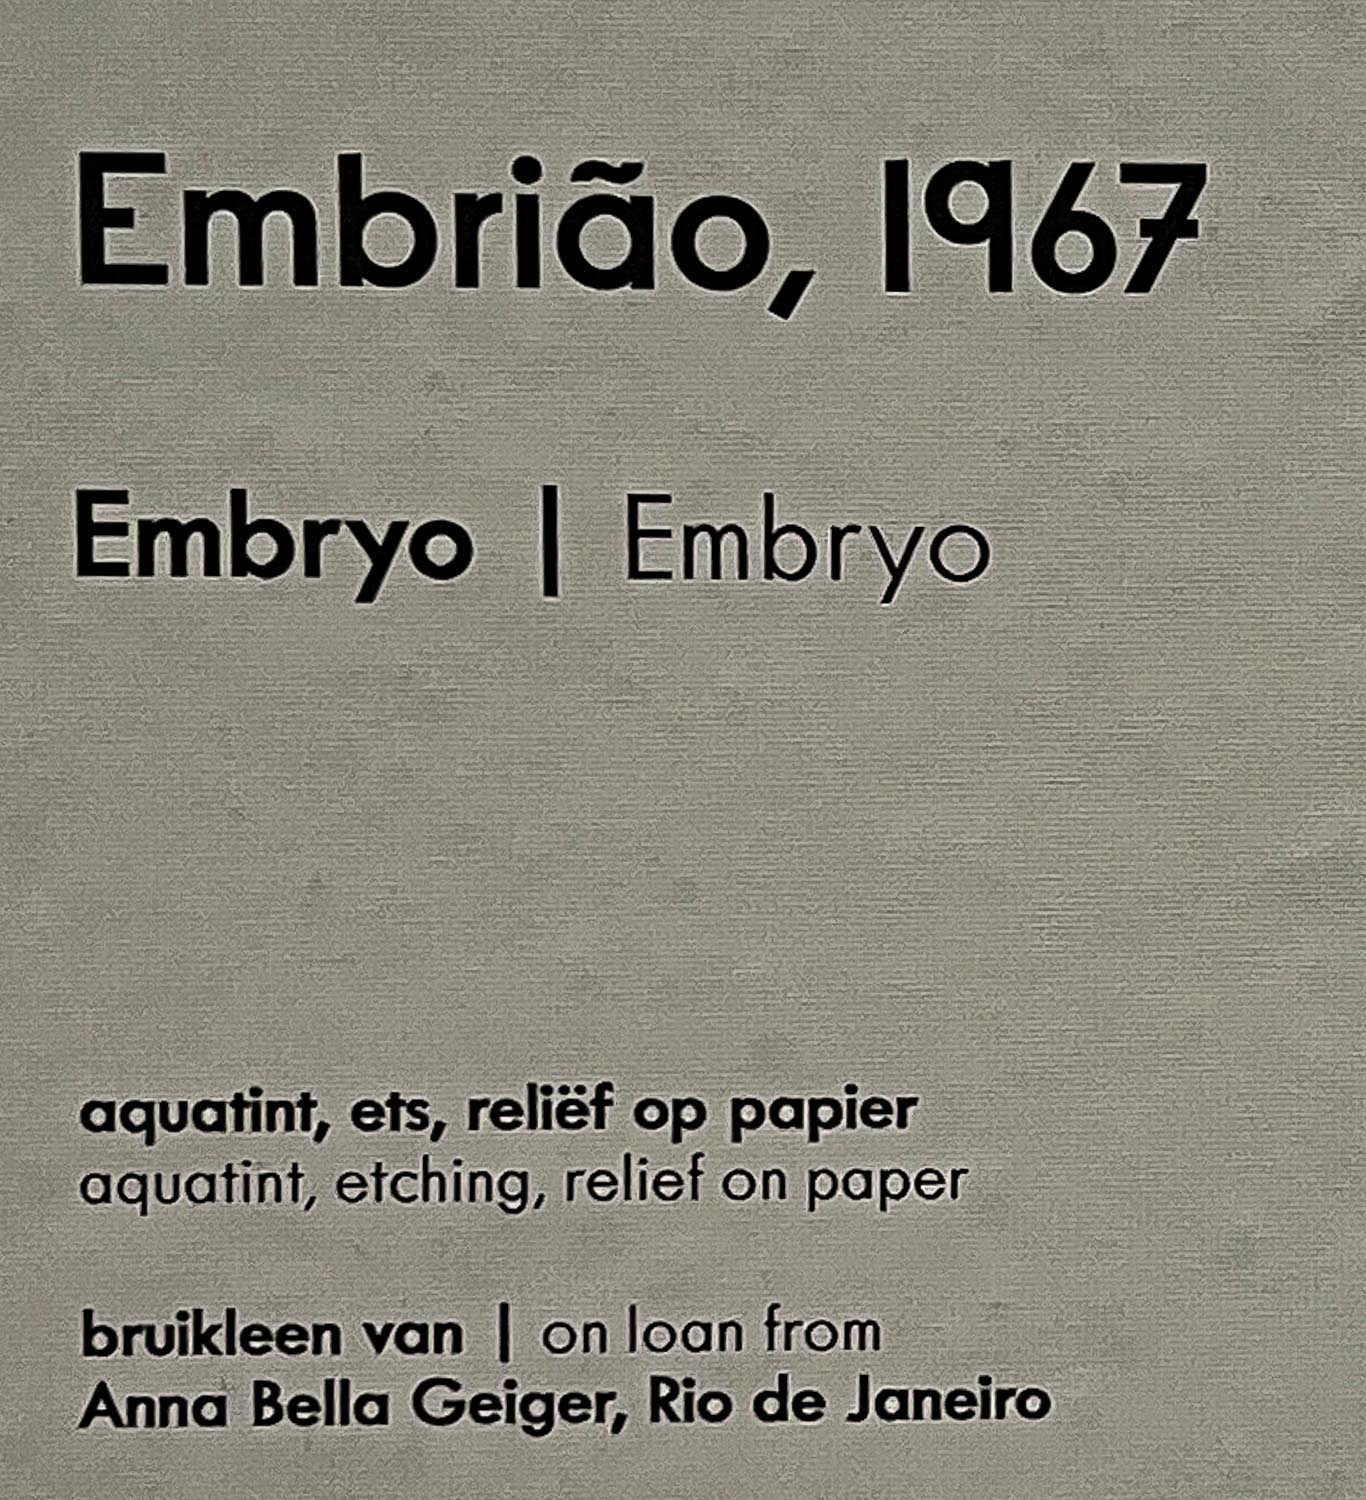 Embrião, 1967
Embryo | Embryo
aquatint, ets, reliëf op papier
aquatint, etching, relief on paper
bruikleen van | on loan from
Anna Bella Geiger, Rio de Janeiro